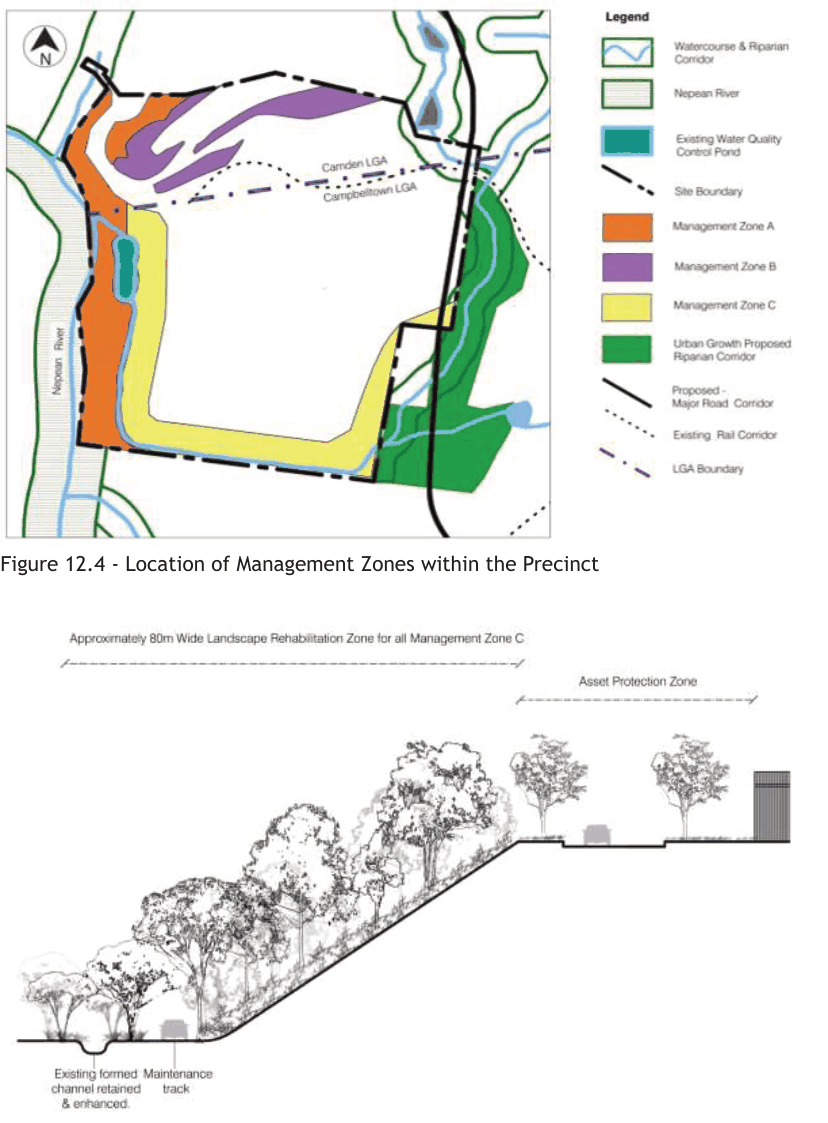 N
Camden LGA
Campbelltown LGA
Nepean River
Legend
Watercourse & Riparian
Corridor
Nepean River
Existing Water Quality
Control Pond
Site Boundary
Management Zone A
Management Zone B
Management Zone C
Urban Growth Proposed
Riparian Corridor
Proposed -
Major Road Corridor
Existing Rail Corridor
LGA Boundary
Figure 12.4 - Location of Management Zones within the Precinct
Approximately 80m Wide Landscape Rehabilitation Zone for all Management Zone C
Asset Protection Zone
Existing formed
channel retained
& enhanced.
Maintenance
track